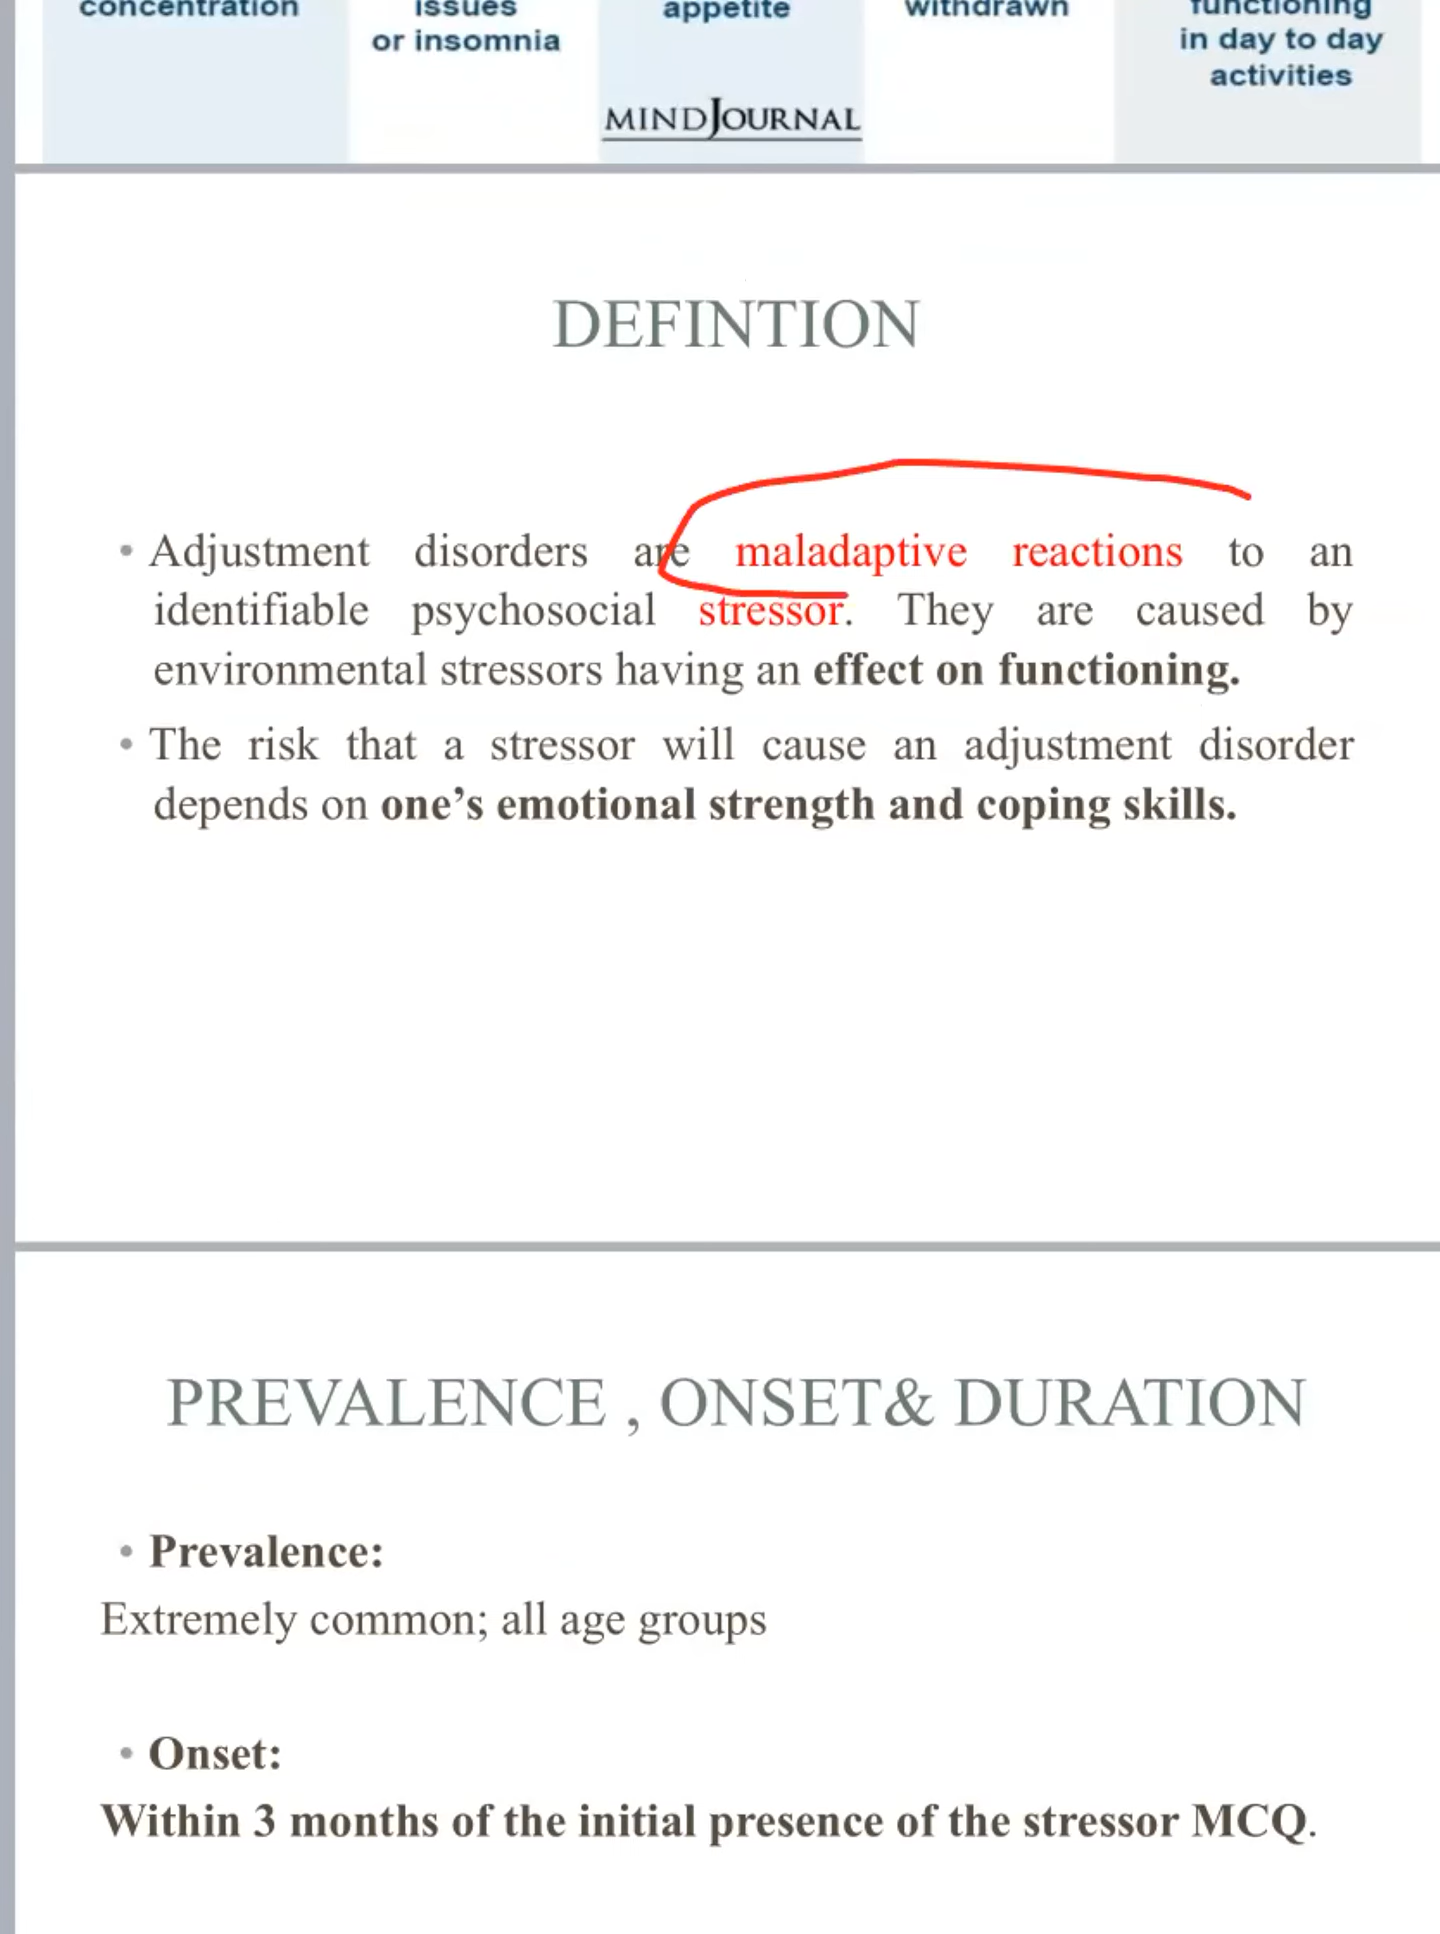 concentration
issues
or insomnia
appetite
withdrawn
functioning
in day to day
activities
MINDJOURNAL
DEFINTION
• Adjustment disorders are maladaptive reactions to an
identifiable psychosocial stressor. They are caused by
environmental stressors having an effect on functioning.
• The risk that a stressor will cause an adjustment disorder
depends on one’s emotional strength and coping skills.
PREVALENCE , ONSET& DURATION
• Prevalence:
Extremely common; all age groups
• Onset:
Within 3 months of the initial presence of the stressor MCQ.